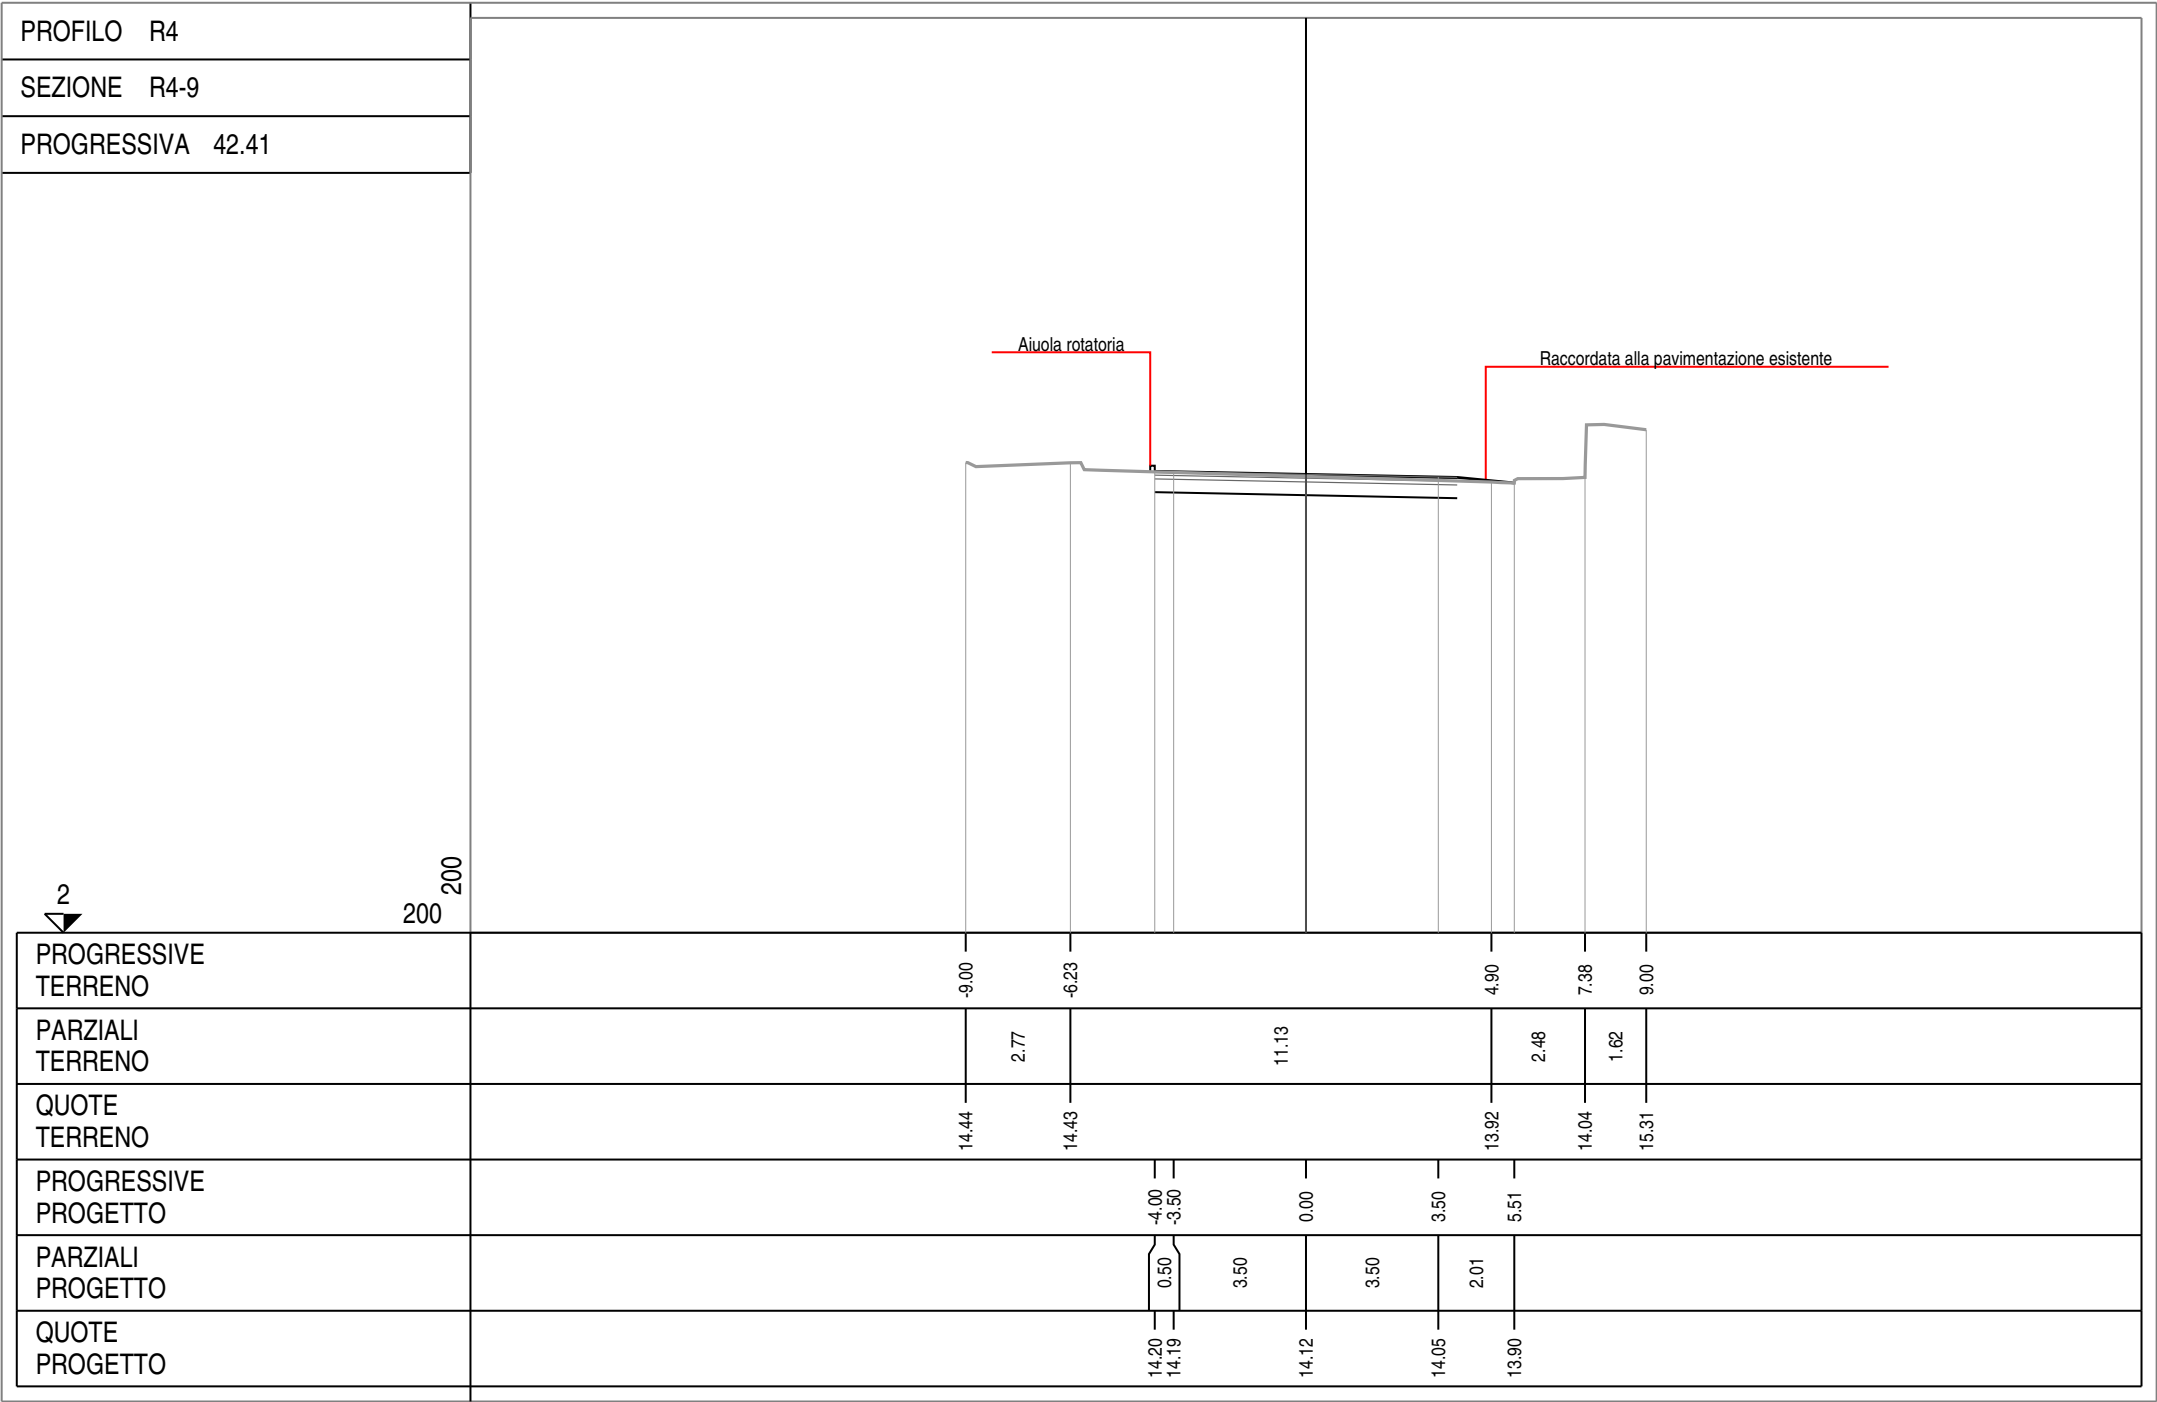 PROFILO R4
SEZIONE R4-9
PROGRESSIVA 42.41
Aiuola rotatoria
Raccordata alla pavimentazione esistente
200
2
200
PROGRESSIVE
TERRENO
-9.00 -6.23 4.90 7.38 9.00
PARZIALI
TERRENO
2.77 11.13 2.48 1.62
QUOTE
TERRENO
14.44 14.43 13.92 14.04 15.31
PROGRESSIVE
PROGETTO
-4.00 -3.50 0.00 3.50 5.51
PARZIALI
PROGETTO
0.50 3.50 3.50 2.01
QUOTE
PROGETTO
14.20 14.19 14.12 14.05 13.90